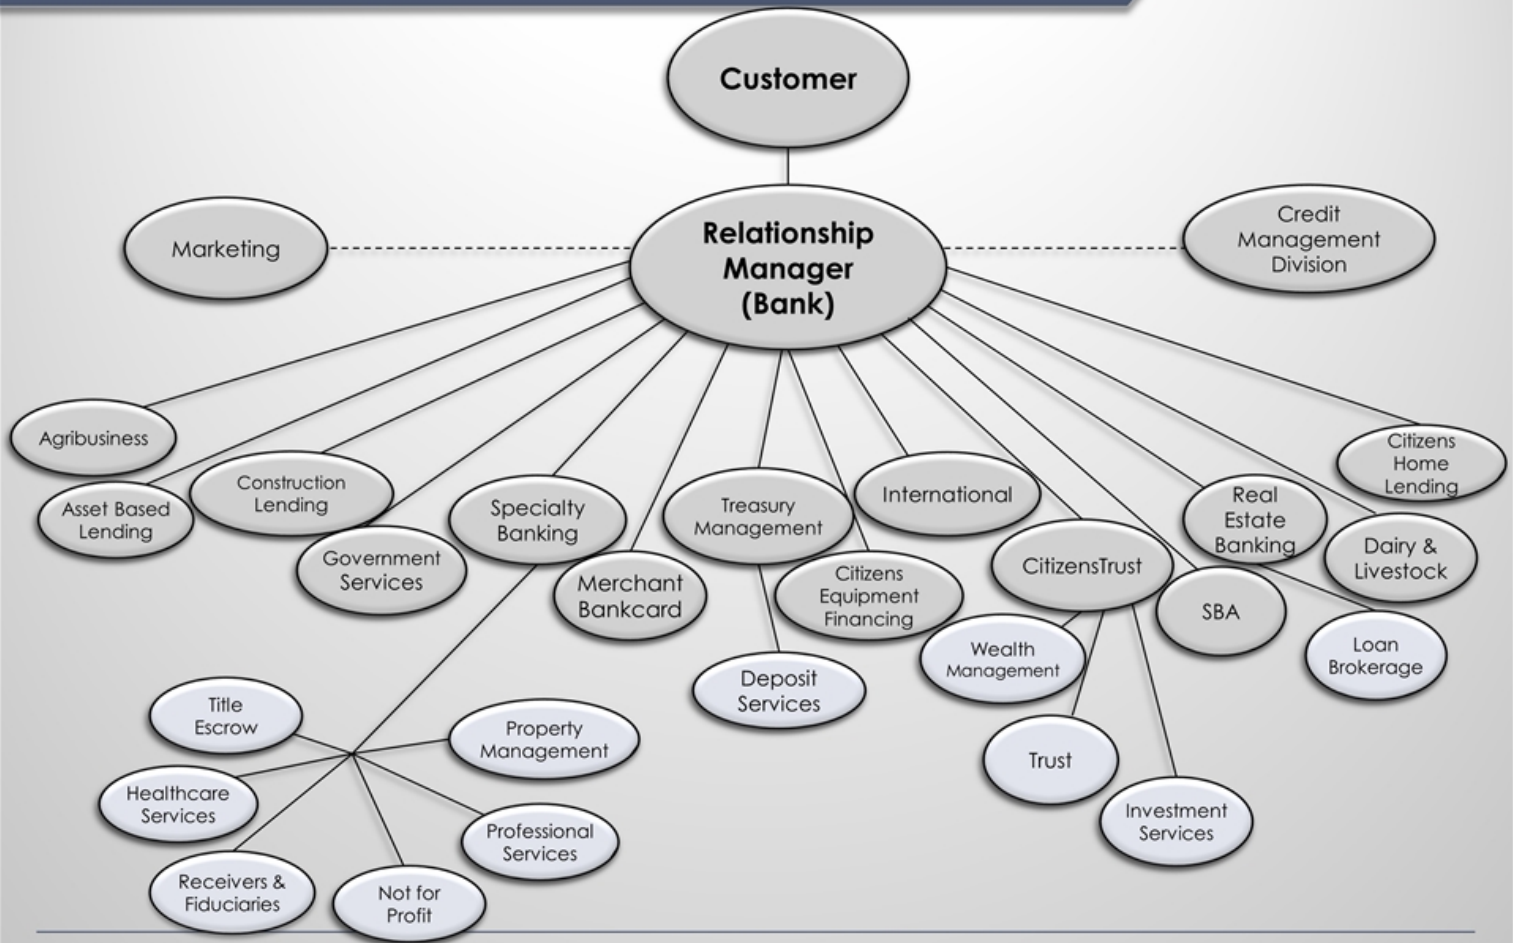 Customer
Relationship
Manager
(Bank)
Marketing
Credit
Management
Division
Agribusiness
Asset Based
Lending
Construction
Lending
Government
Services
Specialty
Banking
Merchant
Bankcard
Treasury
Management
Citizens
Equipment
Financing
International
CitizensTrust
SBA
Real
Estate
Banking
Dairy &
Livestock
Citizens
Home
Lending
Loan
Brokerage
Wealth
Management
Deposit
Services
Trust
Investment
Services
Title
Escrow
Property
Management
Healthcare
Services
Professional
Services
Receivers &
Fiduciaries
Not for
Profit